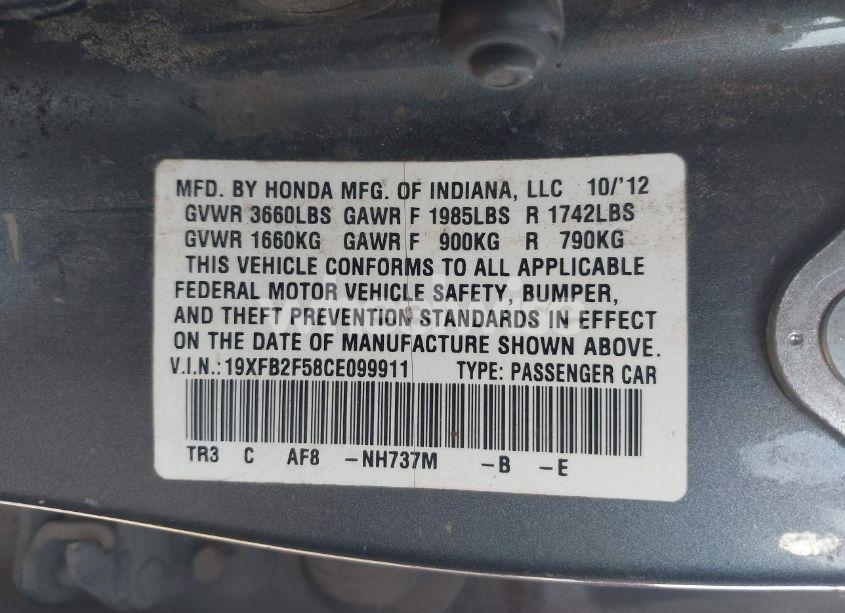 MFD. BY HONDA MFG. OF INDIANA, LLC 10/'12
GVWR 3660LBS GAWR F 1985LBS R 1742LBS
GVWR 1660KG GAWR F 900KG R 790KG
THIS VEHICLE CONFORMS TO ALL APPLICABLE
FEDERAL MOTOR VEHICLE SAFETY, BUMPER,
AND THEFT PREVENTION STANDARDS IN EFFECT
ON THE DATE OF MANUFACTURE SHOWN ABOVE.
V.I.N.:19XFB2F58CE099911 TYPE: PASSENGER CAR
TR3 C AF8 -NH737M -B -E